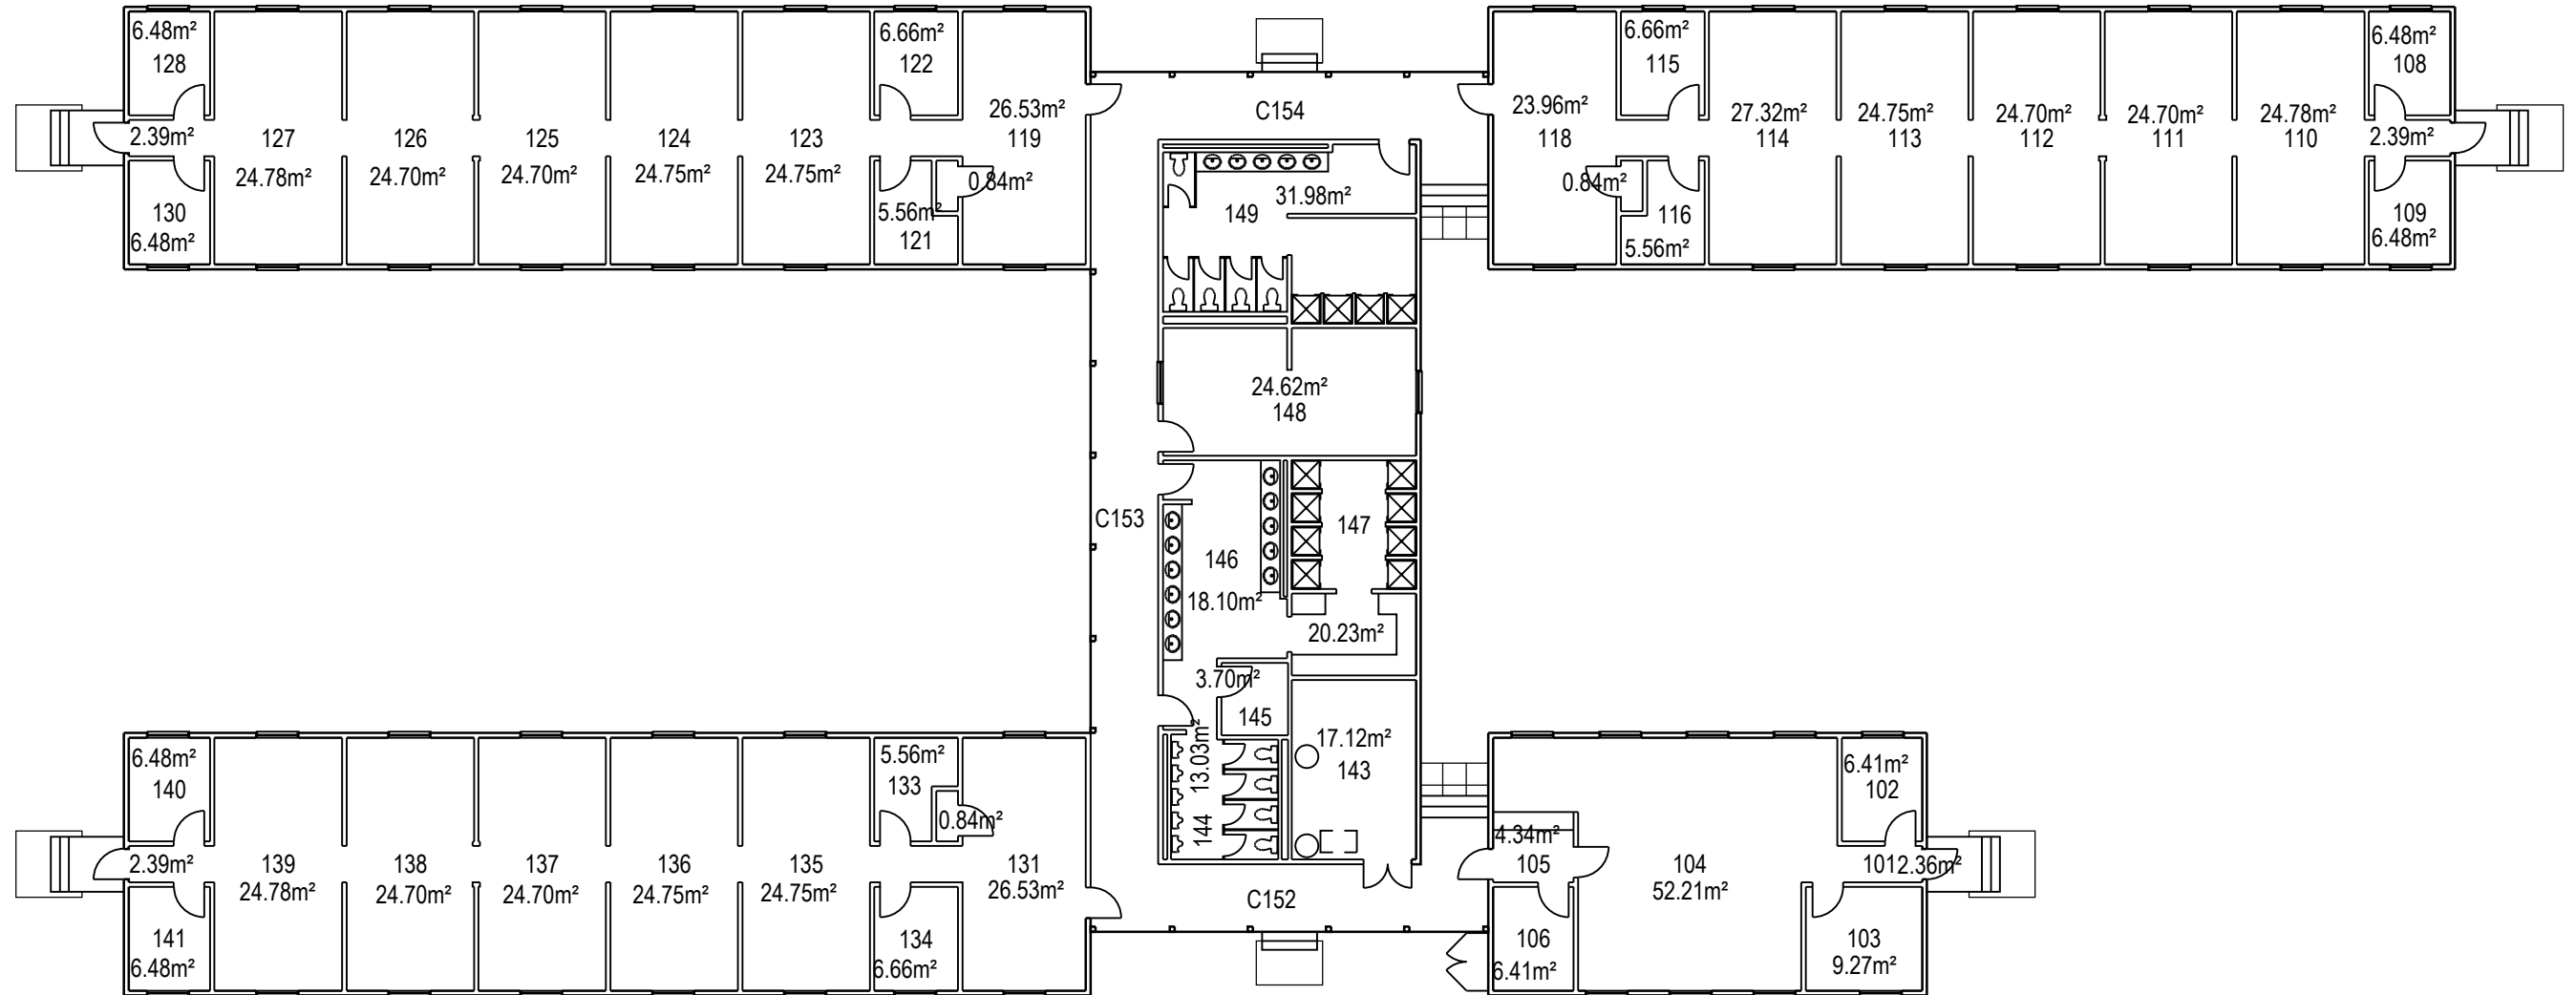 6.48m²
128
2.39m²
130
6.48m²
127
24.78m²
126
24.70m²
125
24.70m²
124
24.75m²
123
24.75m²
6.66m²
122
5.56m²
121
0.84m²
26.53m²
119
C154
23.96m²
118
6.66m²
115
0.84m²
116
5.56m²
27.32m²
114
24.75m²
113
24.70m²
112
24.70m²
111
24.78m²
110
6.48m²
108
2.39m²
109
6.48m²
31.98m²
149
24.62m²
148
C153
146
18.10m²
147
20.23m²
3.70m²
145
13.03m²
144
17.12m²
143
C152
6.48m²
140
2.39m²
141
6.48m²
139
24.78m²
138
24.70m²
137
24.70m²
136
24.75m²
135
24.75m²
5.56m²
133
0.84m²
134
6.66m²
131
26.53m²
4.34m²
105
106
6.41m²
104
52.21m²
6.41m²
102
101
2.36m²
103
9.27m²